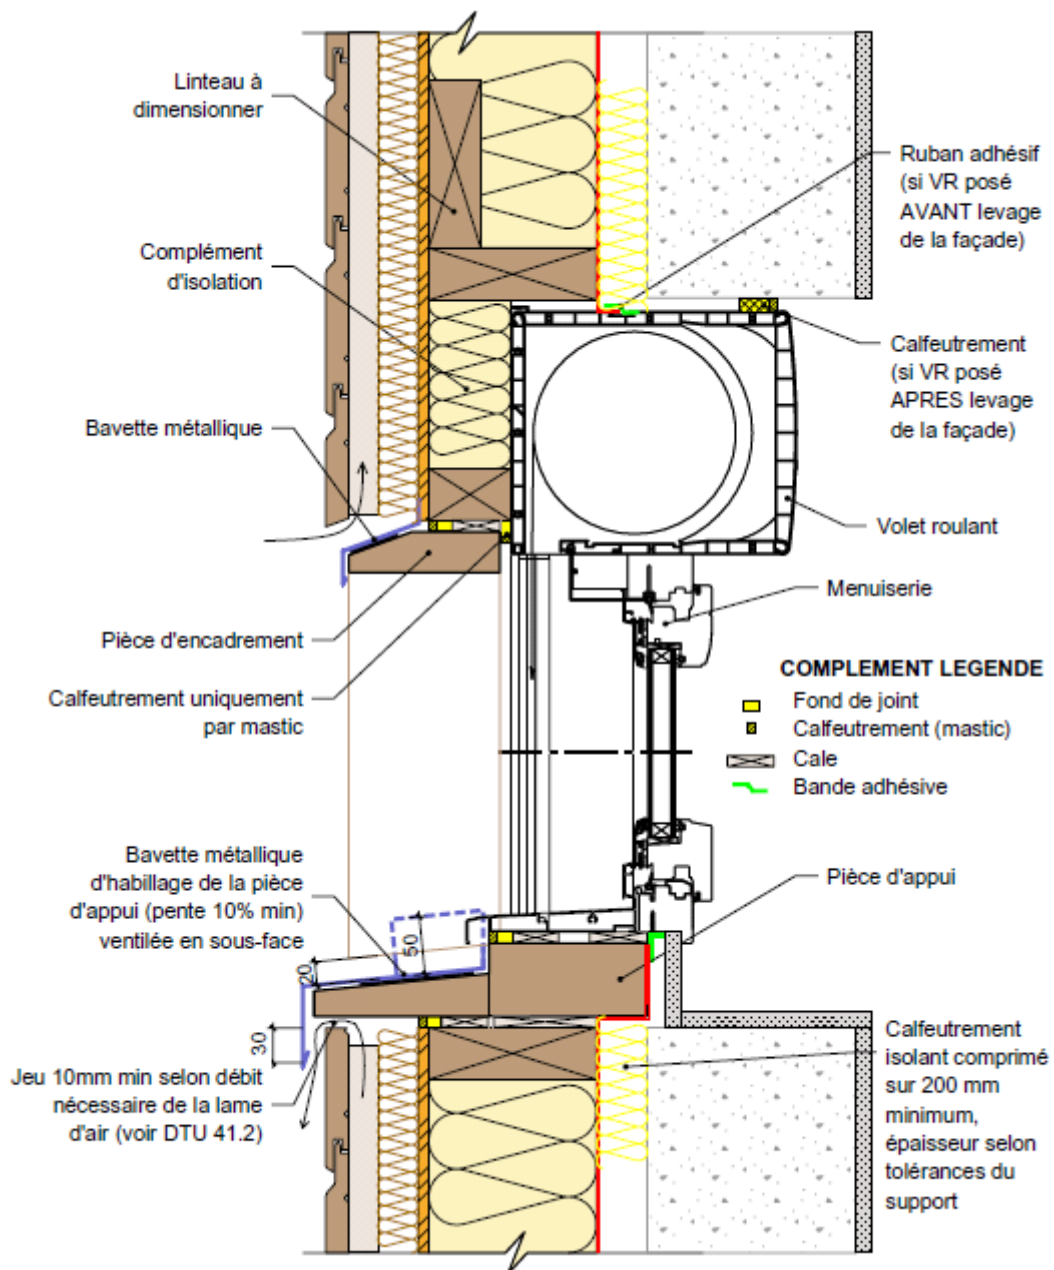 Linteau à
dimensionner
Ruban adhésif
(si VR posé
AVANT levage
de la façade)
Complément
d'isolation
Calfeutrement
(si VR posé
APRES levage
de la façade)
Bavette métallique
Volet roulant
Menuiserie
Pièce d'encadrement
COMPLEMENT LEGENDE
Fond de joint
Calfeutrement (mastic)
Cale
Bande adhésive
Calfeutrement uniquement
par mastic
Bavette métallique
d'habillage de la pièce
d'appui (pente 10% min)
ventilée en sous-face
Pièce d'appui
50
20
30
Jeu 10mm min selon débit
nécessaire de la lame
d'air (voir DTU 41.2)
Calfeutrement
isolant comprimé
sur 200 mm
minimum,
épaisseur selon
tolérances du
support